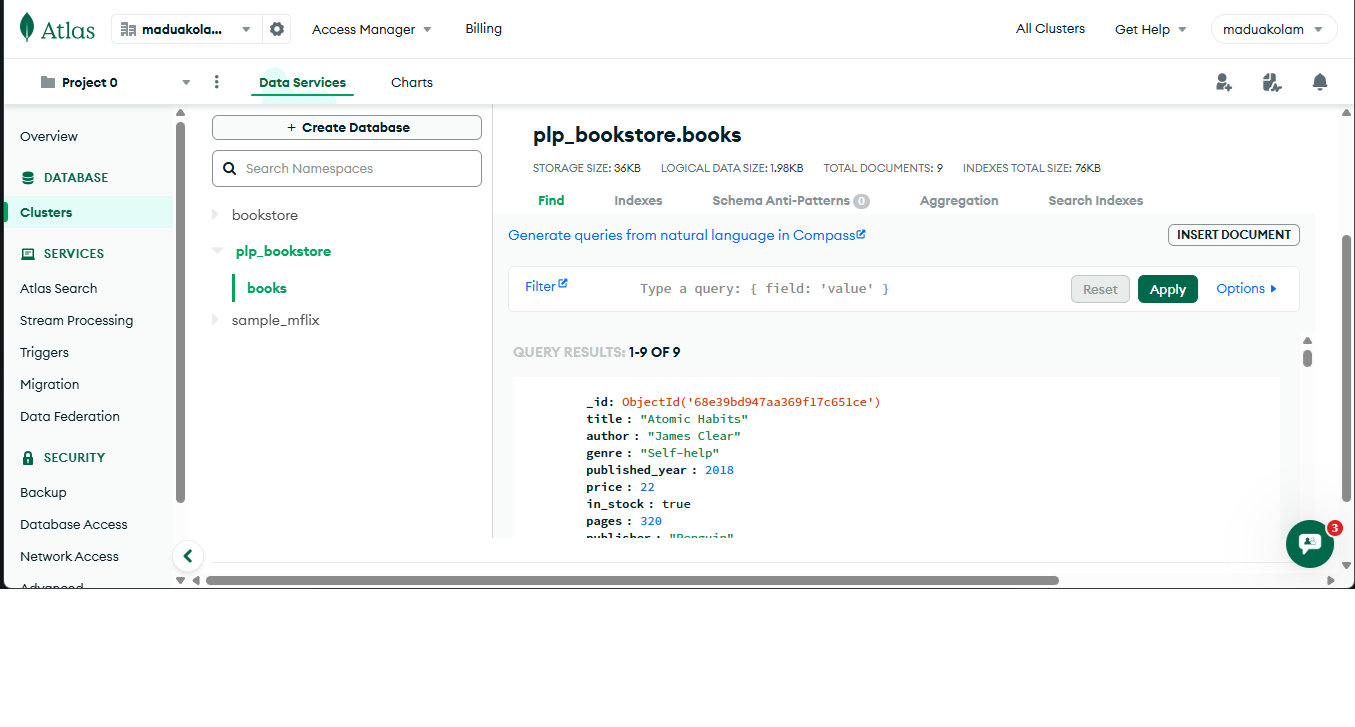 Atlas
maduakola...
Access Manager
Billing
All Clusters
Get Help
maduakolam
Project 0
Data Services
Charts
Overview
DATABASE
Clusters
SERVICES
Atlas Search
Stream Processing
Triggers
Migration
Data Federation
SECURITY
Backup
Database Access
Network Access
Advanced
+ Create Database
Search Namespaces
bookstore
plp_bookstore
books
sample_mflix
plp_bookstore.books
STORAGE SIZE: 36KB LOGICAL DATA SIZE: 1.98KB TOTAL DOCUMENTS: 9 INDEXES TOTAL SIZE: 76KB
Find Indexes Schema Anti-Patterns 0 Aggregation Search Indexes
Generate queries from natural language in Compass
INSERT DOCUMENT
Filter
Type a query: { field: 'value' }
Reset
Apply
Options
QUERY RESULTS: 1-9 OF 9
_id: ObjectId('68e39bd947aa369f17c651ce')
title : "Atomic Habits"
author : "James Clear"
genre : "Self-help"
published_year : 2018
price : 22
in_stock : true
pages : 320
publisher : "Penguin"
3